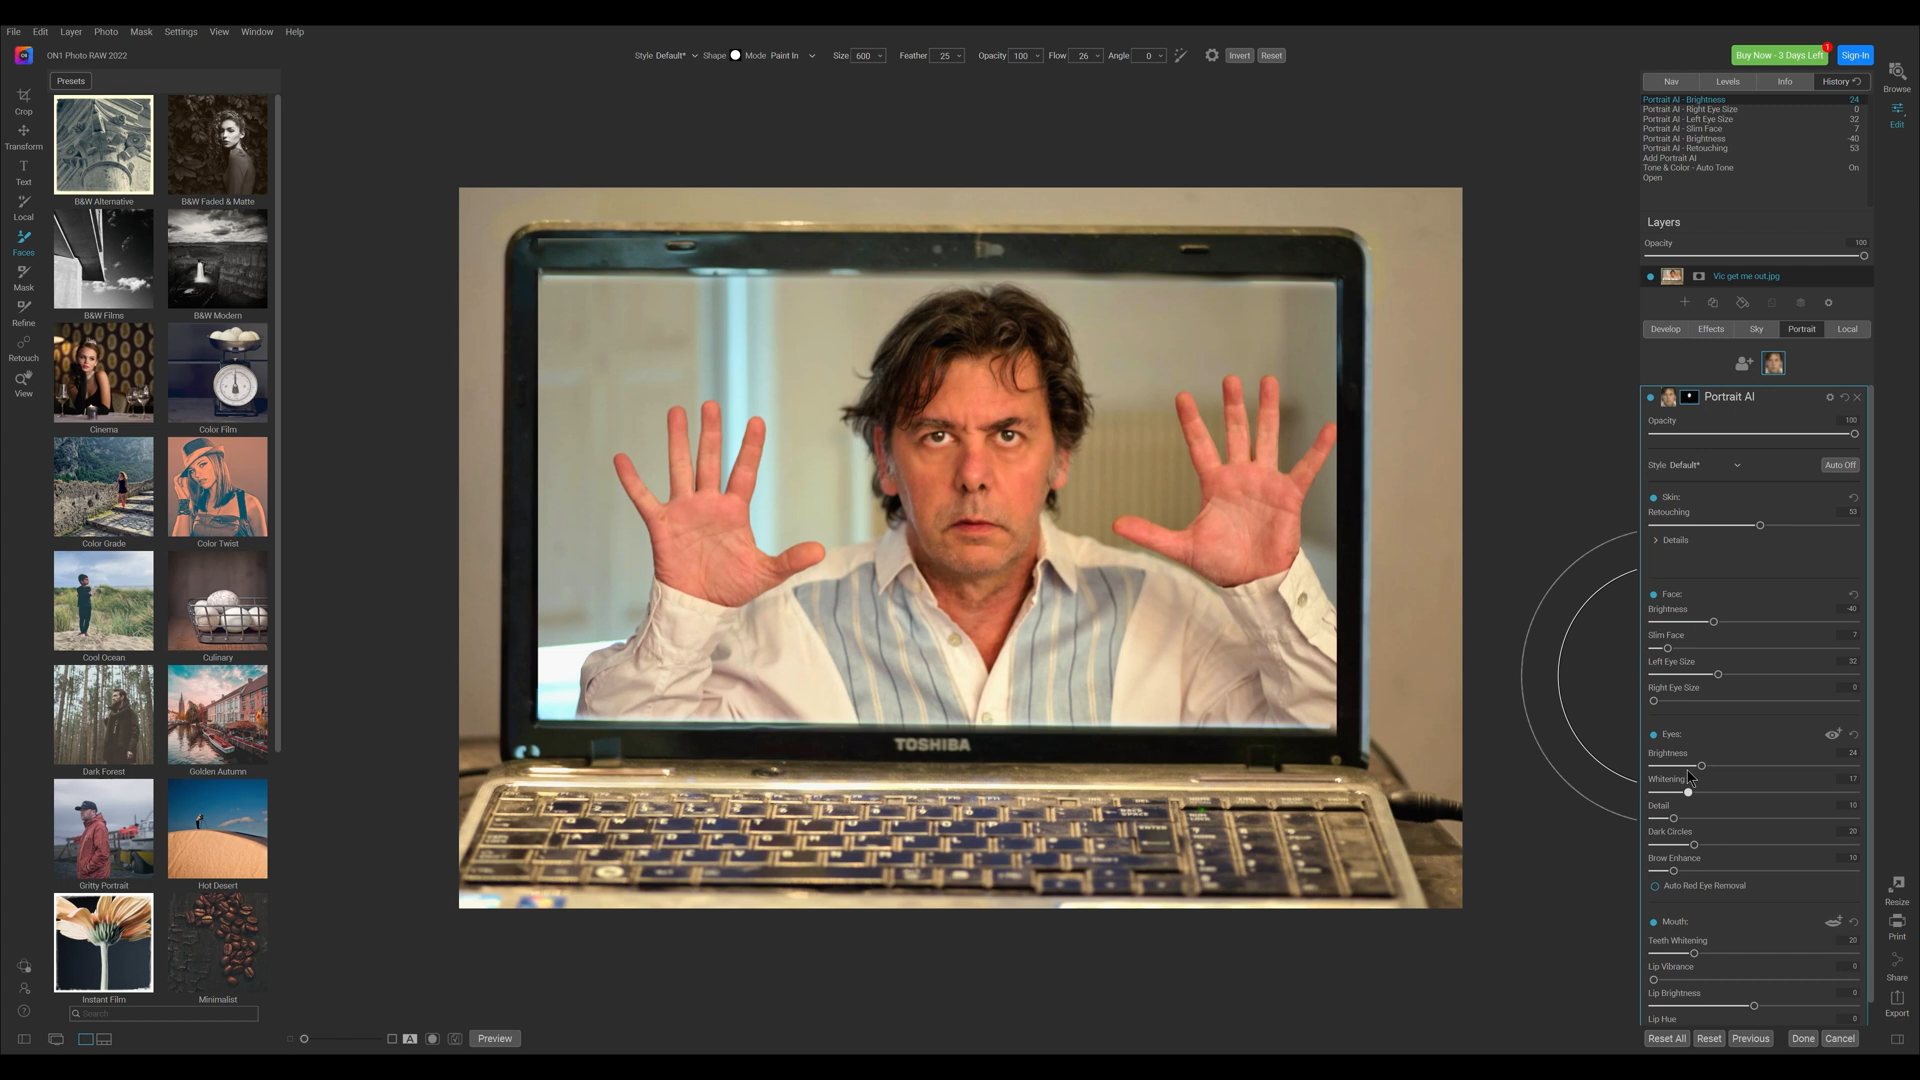 File Edit Layer Photo Mask Settings View Window Help
ON1 Photo RAW 2022
Style Default* Shape Mode Paint In Size 600 Feather 25 Opacity 100 Flow 26 Angle 0 Invert Reset
Buy Now - 3 Days Left 1 Sign-In
Presets
Crop
Transform
Text
Local
Faces
Mask
Refine
Retouch
View
B&W Alternative B&W Faded & Matte
B&W Films B&W Modern
Cinema Color Film
Color Grade Color Twist
Cool Ocean Culinary
Dark Forest Golden Autumn
Gritty Portrait Hot Desert
Instant Film Minimalist
Search
TOSHIBA
Preview
Nav Levels Info History
Portrait AI - Brightness 24
Portrait AI - Right Eye Size 0
Portrait AI - Left Eye Size 32
Portrait AI - Slim Face 7
Portrait AI - Brightness -40
Portrait AI - Retouching 53
Add Portrait AI
Tone & Color - Auto Tone On
Open
Layers
Opacity 100
Vic get me out.jpg
Develop Effects Sky Portrait Local
Portrait AI
Opacity 100
Style Default* Auto Off
Skin:
Retouching 53
Details
Face:
Brightness -40
Slim Face 7
Left Eye Size 32
Right Eye Size 0
Eyes:
Brightness 24
Whitening 17
Detail 10
Dark Circles 20
Brow Enhance 10
Auto Red Eye Removal
Mouth:
Teeth Whitening 20
Lip Vibrance 0
Lip Brightness 0
Lip Hue 0
Reset All Reset Previous Done Cancel
Browse
Edit
Resize
Print
Share
Export